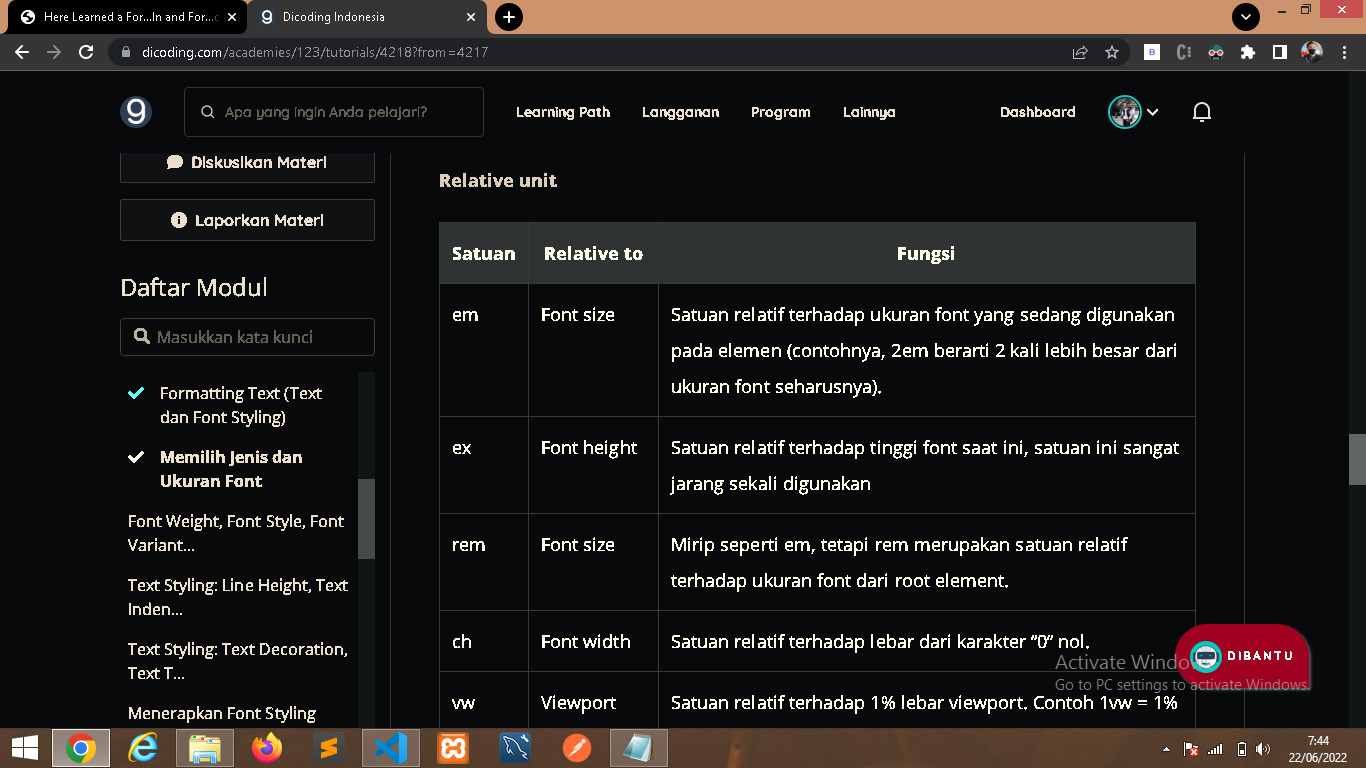 Here Learned a For...In and For...
Dicoding Indonesia
dicoding.com/academies/123/tutorials/4218?from=4217
Apa yang ingin Anda pelajari?
Learning Path
Langganan
Program
Lainnya
Dashboard
Diskusikan Materi
Laporkan Materi
Daftar Modul
Masukkan kata kunci
Formatting Text (Text
dan Font Styling)
Memilih Jenis dan
Ukuran Font
Font Weight, Font Style, Font
Variant...
Text Styling: Line Height, Text
Inden...
Text Styling: Text Decoration,
Text T...
Menerapkan Font Styling
Relative unit
Satuan Relative to Fungsi
em Font size Satuan relatif terhadap ukuran font yang sedang digunakan
pada elemen (contohnya, 2em berarti 2 kali lebih besar dari
ukuran font seharusnya).
ex Font height Satuan relatif terhadap tinggi font saat ini, satuan ini sangat
jarang sekali digunakan
rem Font size Mirip seperti em, tetapi rem merupakan satuan relatif
terhadap ukuran font dari root element.
ch Font width Satuan relatif terhadap lebar dari karakter “0” nol.
vw Viewport Satuan relatif terhadap 1% lebar viewport. Contoh 1vw = 1%
DIBANTU
Activate Windo
Go to PC settings to activate Windows.
7:44
22/06/2022